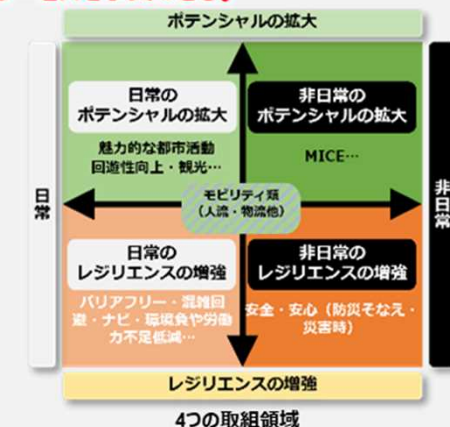 ポテンシャルの拡大
日常の
ポテンシャルの拡大
魅力的な都市活動
回遊性向上・観光…
非日常の
ポテンシャルの拡大
MICE…
日常
モビリティ類
(人流・物流他)
非日常
日常の
レジリエンスの増強
バリアフリー・混雑回
避・ナビ・環境負や労働
力不足低減…
非日常の
レジリエンスの増強
安全・安心（防災そなえ・
災害時）
レジリエンスの増強
4つの取組領域